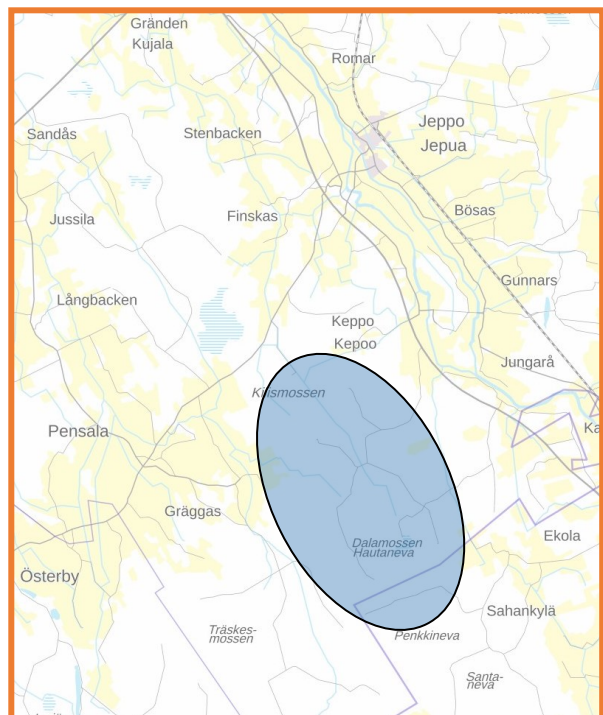 Gränden
Kujala
Romar
Jeppo
Jepua
Sandås
Stenbacken
Bösas
Jussila
Finskas
Gunnars
Långbacken
Keppo
Kepoo
Jungarå
Kiilsmossen
Pensala
Ka
Gräggas
Dalamossen
Hautaneva
Ekola
Österby
Sahankylä
Träskes-
mossen
Penkkineva
Santa-
neva